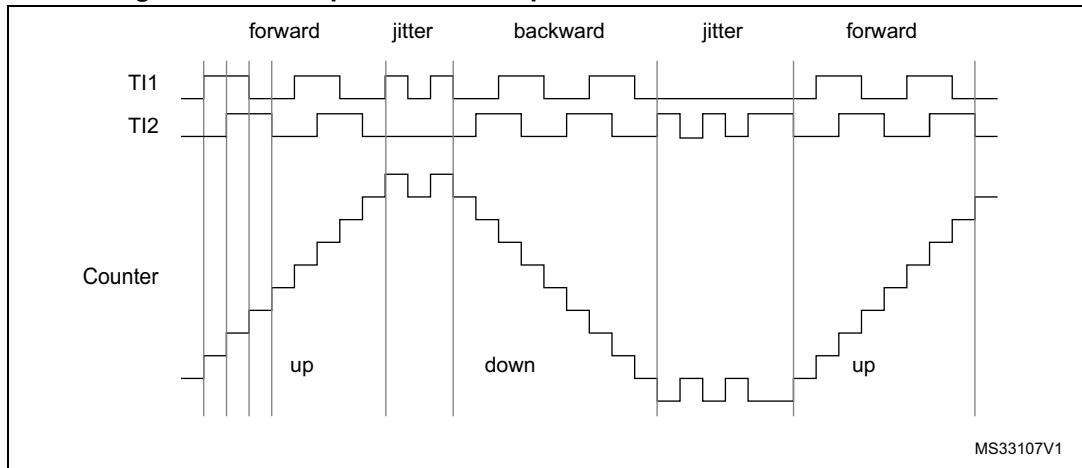 forward jitter backward jitter forward
TI1
TI2
Counter
up down up
MS33107V1